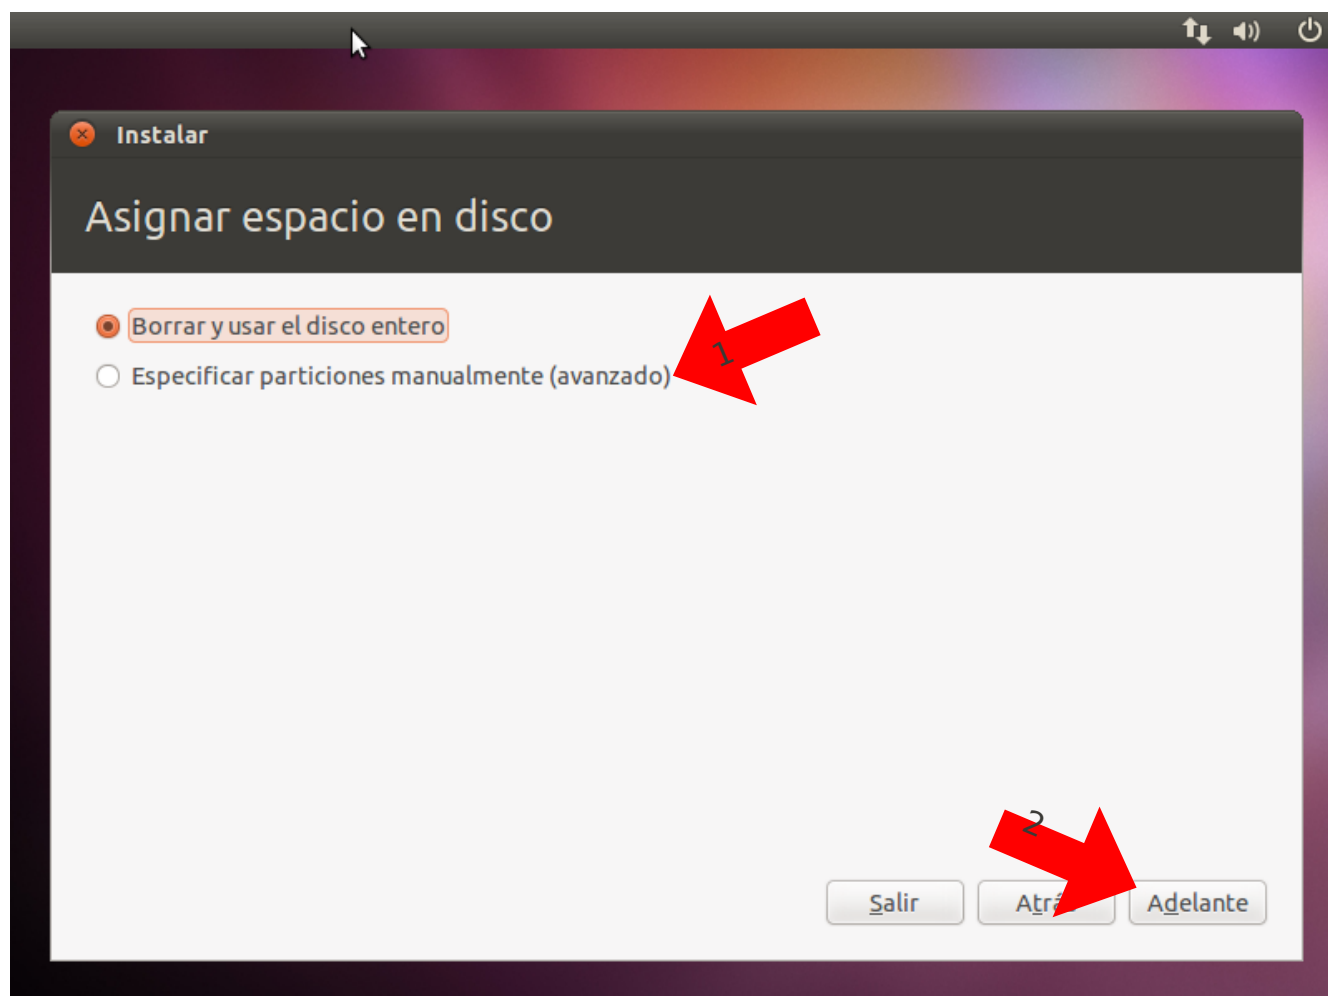 Instalar
Asignar espacio en disco
Borrar y usar el disco entero
Especificar particiones manualmente (avanzado)
1
2
Salir
Adelante